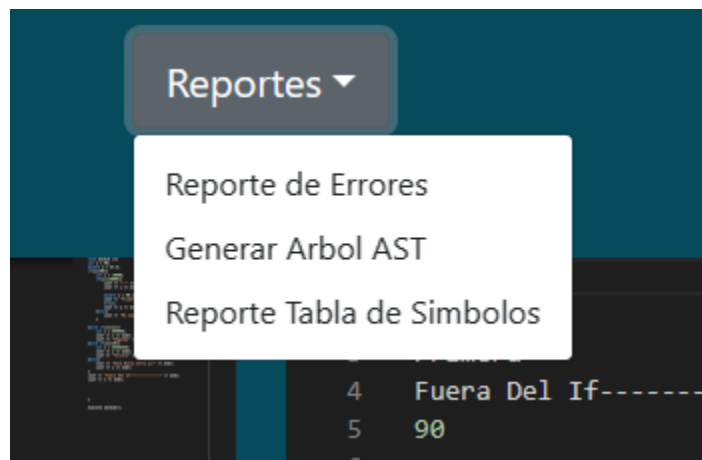 Reportes
Reporte de Errores
Generar Arbol AST
Reporte Tabla de Simbolos
4 Fuera Del If-------
5 90